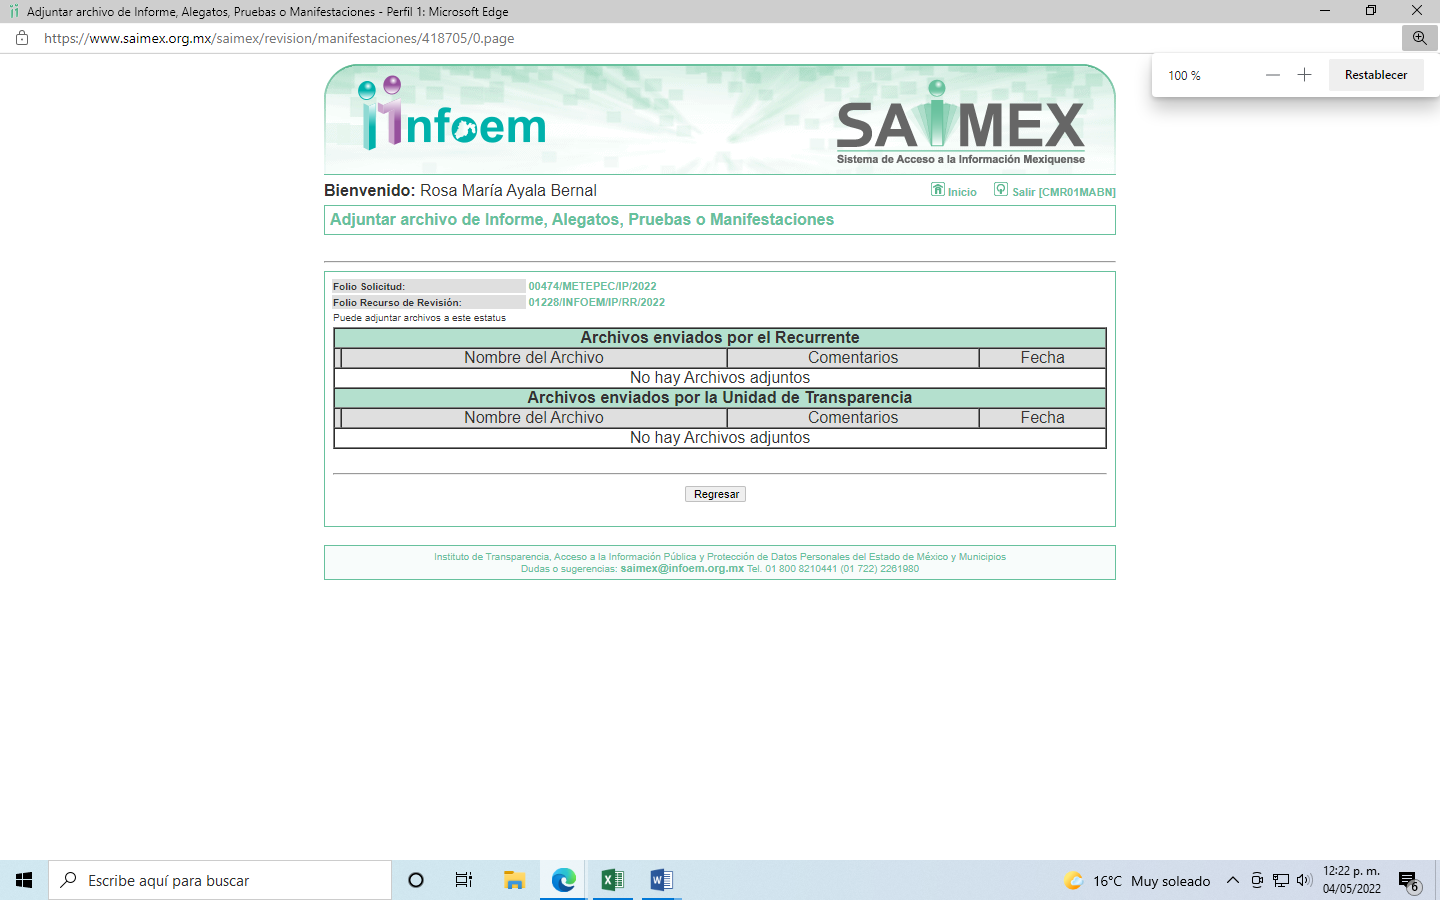 Adjuntar archivo de Informe, Alegatos, Pruebas o Manifestaciones - Perfil 1: Microsoft Edge
https://www.saimex.org.mx/saimex/revision/manifestaciones/418705/0.page
100 %
Restablecer
infoem
SAIMEX
Sistema de Acceso a la Información Mexiquense
Bienvenido: Rosa María Ayala Bernal
Inicio
Salir [CMR01MABN]
Adjuntar archivo de Informe, Alegatos, Pruebas o Manifestaciones
Folio Solicitud: 00474/METEPEC/IP/2022
Folio Recurso de Revisión: 01228/INFOEM/IP/RR/2022
Puede adjuntar archivos a este estatus
Archivos enviados por el Recurrente
Nombre del Archivo Comentarios Fecha
No hay Archivos adjuntos
Archivos enviados por la Unidad de Transparencia
Nombre del Archivo Comentarios Fecha
No hay Archivos adjuntos
Regresar
Instituto de Transparencia, Acceso a la Información Pública y Protección de Datos Personales del Estado de México y Municipios
Dudas o sugerencias: saimex@infoem.org.mx Tel. 01 800 8210441 (01 722) 2261980
Escribe aquí para buscar
16°C Muy soleado
12:22 p. m.
04/05/2022
6